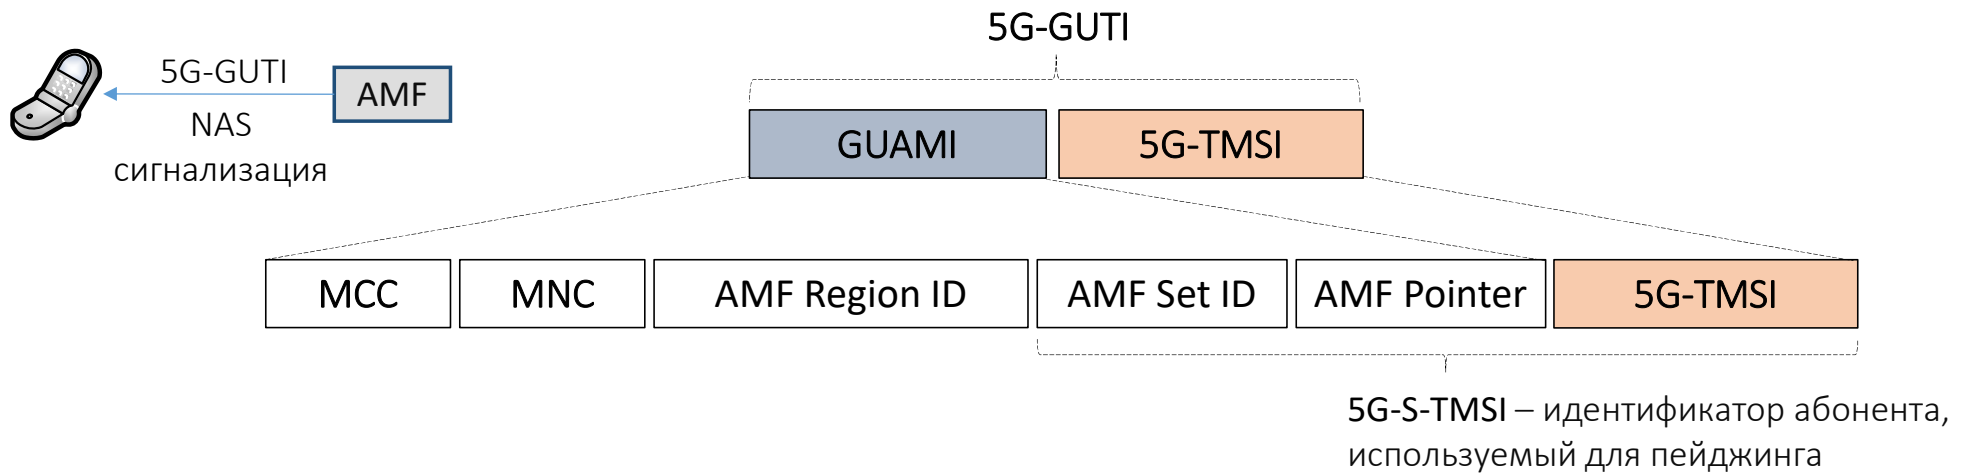 5G-GUTI
5G-GUTI
AMF
NAS
сигнализация
GUAMI
5G-TMSI
MCC
MNC
AMF Region ID
AMF Set ID
AMF Pointer
5G-TMSI
5G-S-TMSI – идентификатор абонента,
используемый для пейджинга